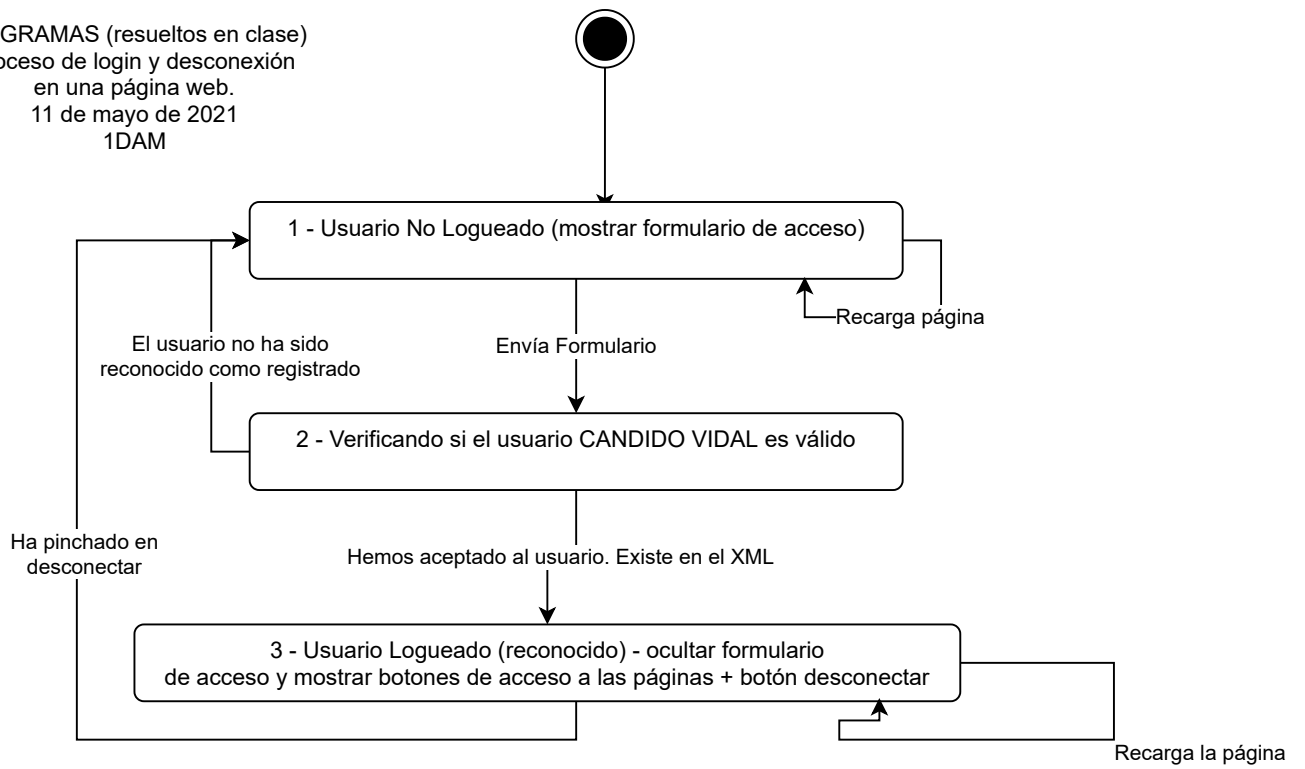 GRAMAS (resueltos en clase)
oceso de login y desconexión
en una página web.
11 de mayo de 2021
1DAM
1 - Usuario No Logueado (mostrar formulario de acceso)
Recarga página
El usuario no ha sido
reconocido como registrado
Envía Formulario
2 - Verificando si el usuario CANDIDO VIDAL es válido
Ha pinchado en
desconectar
Hemos aceptado al usuario. Existe en el XML
3 - Usuario Logueado (reconocido) - ocultar formulario
de acceso y mostrar botones de acceso a las páginas + botón desconectar
Recarga la página